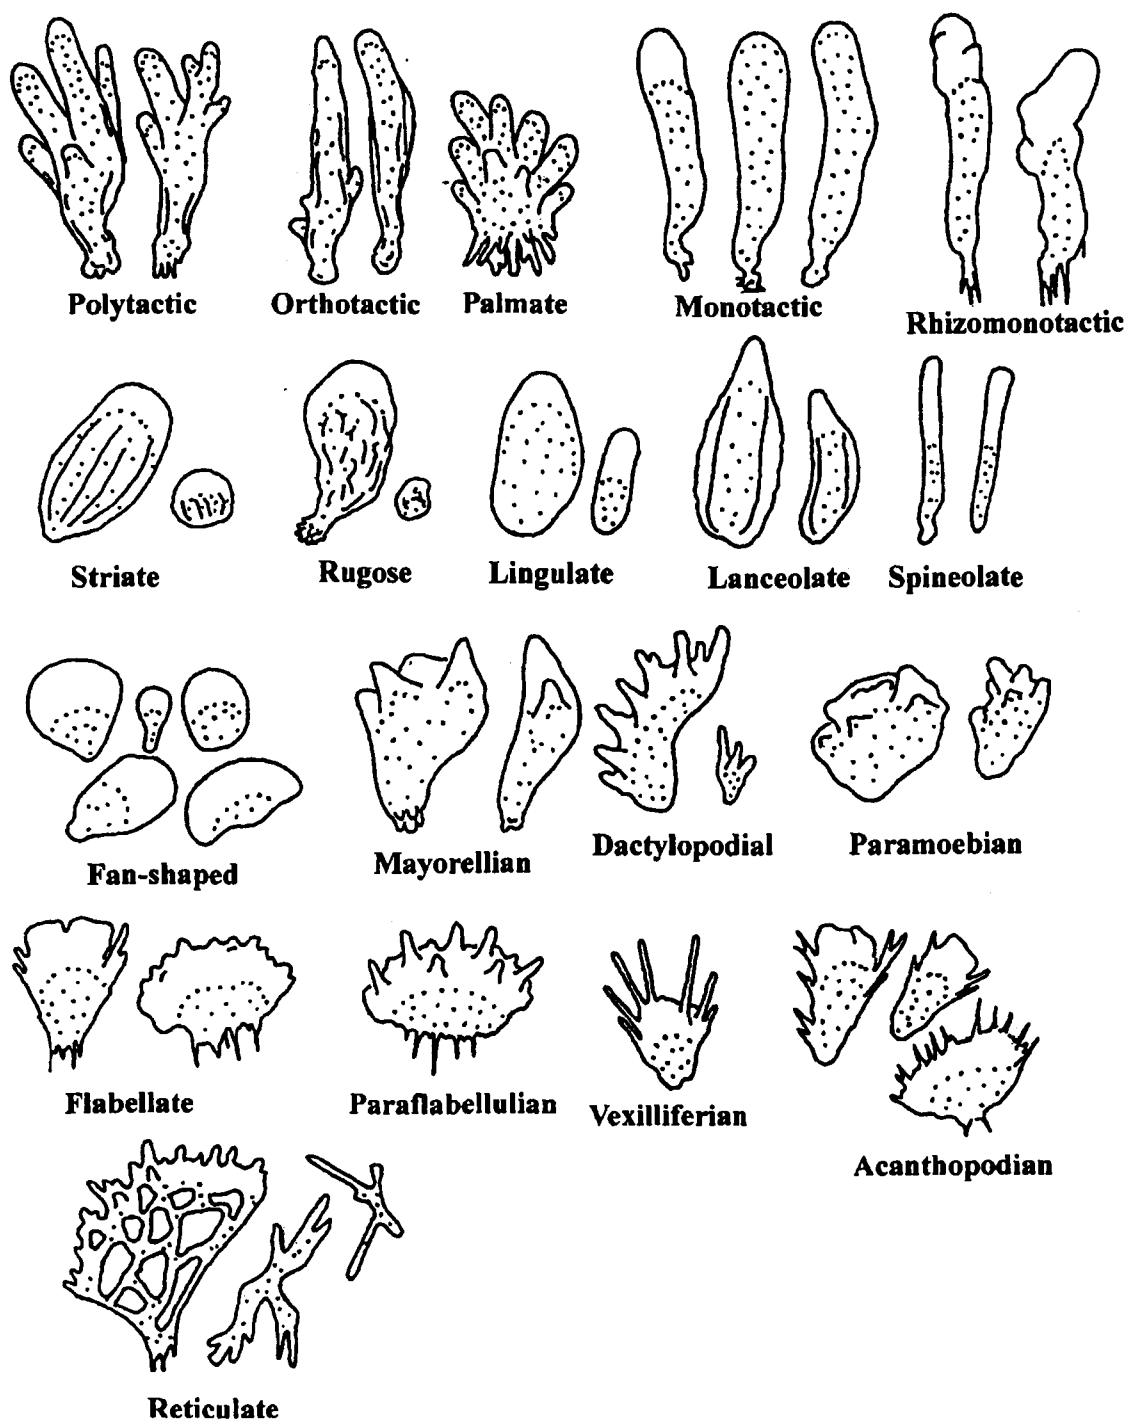 Polytactic
Orthotactic
Palmate
Monotactic
Rhizomonotactic
Striate
Rugose
Lingulate
Lanceolate
Spineolate
Fan-shaped
Mayorellian
Dactylopodial
Paramoebian
Flabellate
Paraflabellulian
Vexilliferian
Acanthopodian
Reticulate